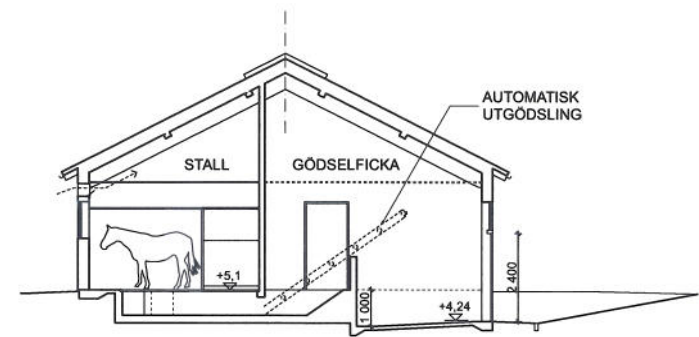 AUTOMATISK
UTGÖDSLING
STALL
GÖDSELFICKA
+5,1
2 400
1 000
+4,24